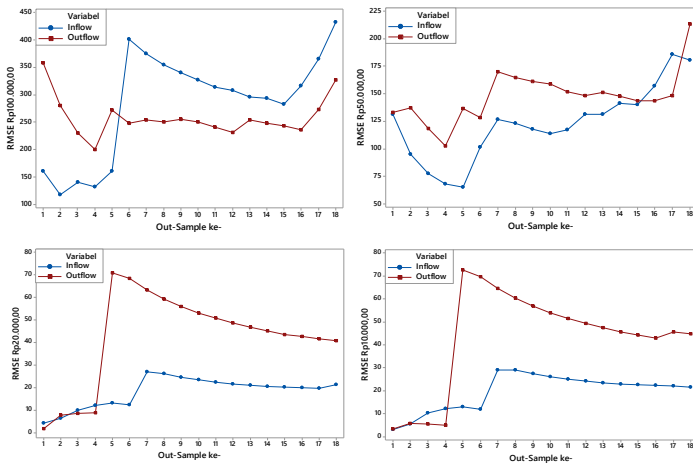 450
400
350
300
250
200
150
100
RMSE Rp100.000,00
Variabel
Inflow
Outflow
1 2 3 4 5 6 7 8 9 10 11 12 13 14 15 16 17 18
Out-Sample ke-
225
200
175
150
125
100
75
50
RMSE Rp50.000,00
Variabel
Inflow
Outflow
1 2 3 4 5 6 7 8 9 10 11 12 13 14 15 16 17 18
Out-Sample ke-
80
70
60
50
40
30
20
10
0
RMSE Rp20.000,00
Variabel
Inflow
Outflow
1 2 3 4 5 6 7 8 9 10 11 12 13 14 15 16 17 18
Out-Sample ke-
80
70
60
50
40
30
20
10
0
RMSE Rp10.000,00
Variabel
Inflow
Outflow
1 2 3 4 5 6 7 8 9 10 11 12 13 14 15 16 17 18
Out-Sample ke-